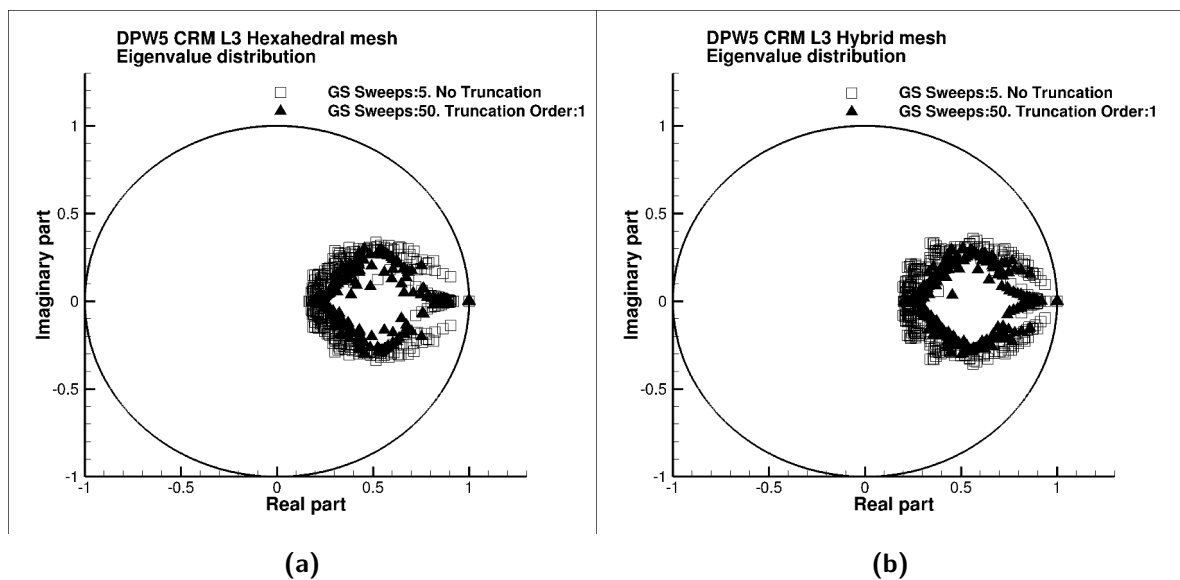 DPW5 CRM L3 Hexahedral mesh
Eigenvalue distribution
GS Sweeps:5. No Truncation
GS Sweeps:50. Truncation Order:1
1
0.5
0
-0.5
-1
Imaginary part
-1
-0.5
0
0.5
1
Real part
(a)
DPW5 CRM L3 Hybrid mesh
Eigenvalue distribution
GS Sweeps:5. No Truncation
GS Sweeps:50. Truncation Order:1
1
0.5
0
-0.5
-1
Imaginary part
-1
-0.5
0
0.5
1
Real part
(b)